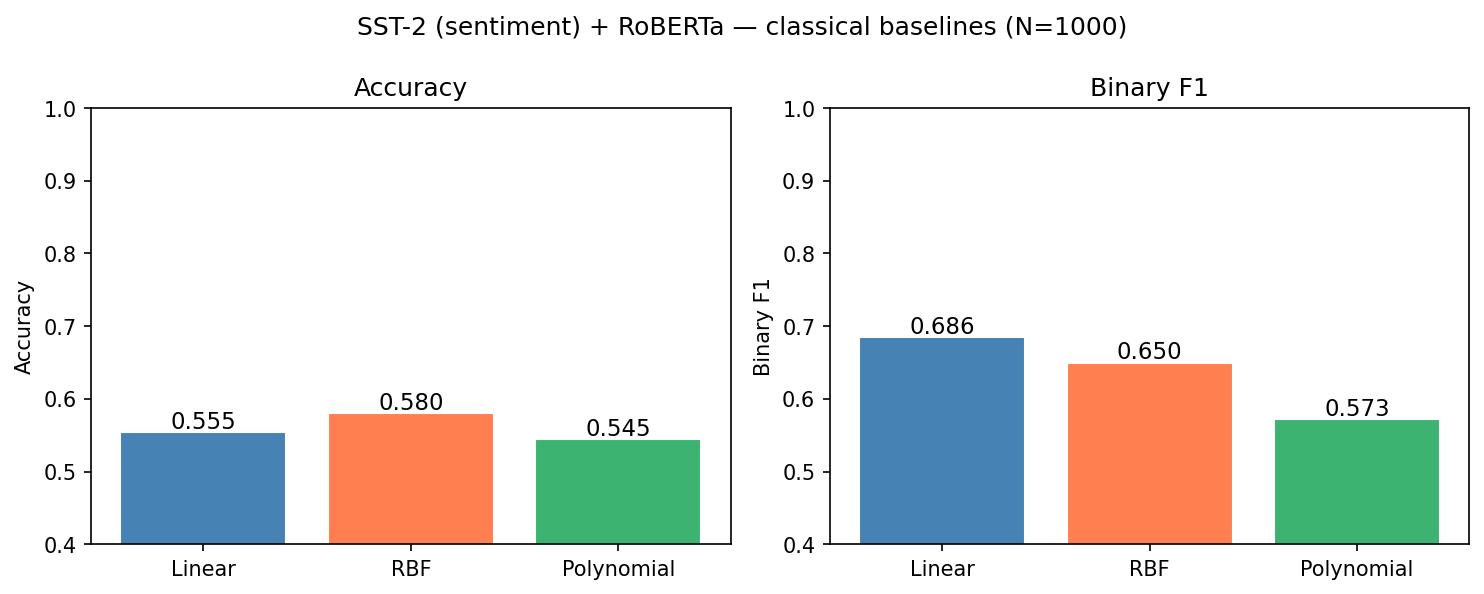 SST-2 (sentiment) + RoBERTa — classical baselines (N=1000)
Accuracy
1.0
0.9
0.8
0.7
0.6
0.5
0.4
Accuracy
0.555
0.580
0.545
Linear
RBF
Polynomial
Binary F1
1.0
0.9
0.8
0.7
0.6
0.5
0.4
Binary F1
0.686
0.650
0.573
Linear
RBF
Polynomial